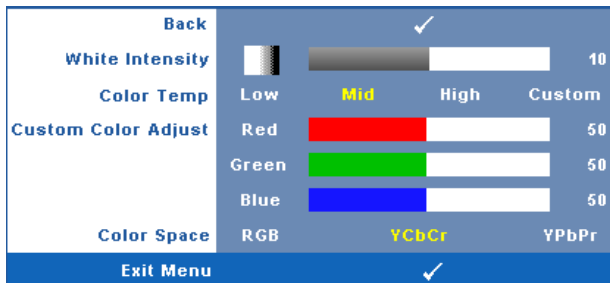 Back
White Intensity 10
Color Temp Low Mid High Custom
Custom Color Adjust Red 50
Green 50
Blue 50
Color Space RGB YCbCr YPbPr
Exit Menu